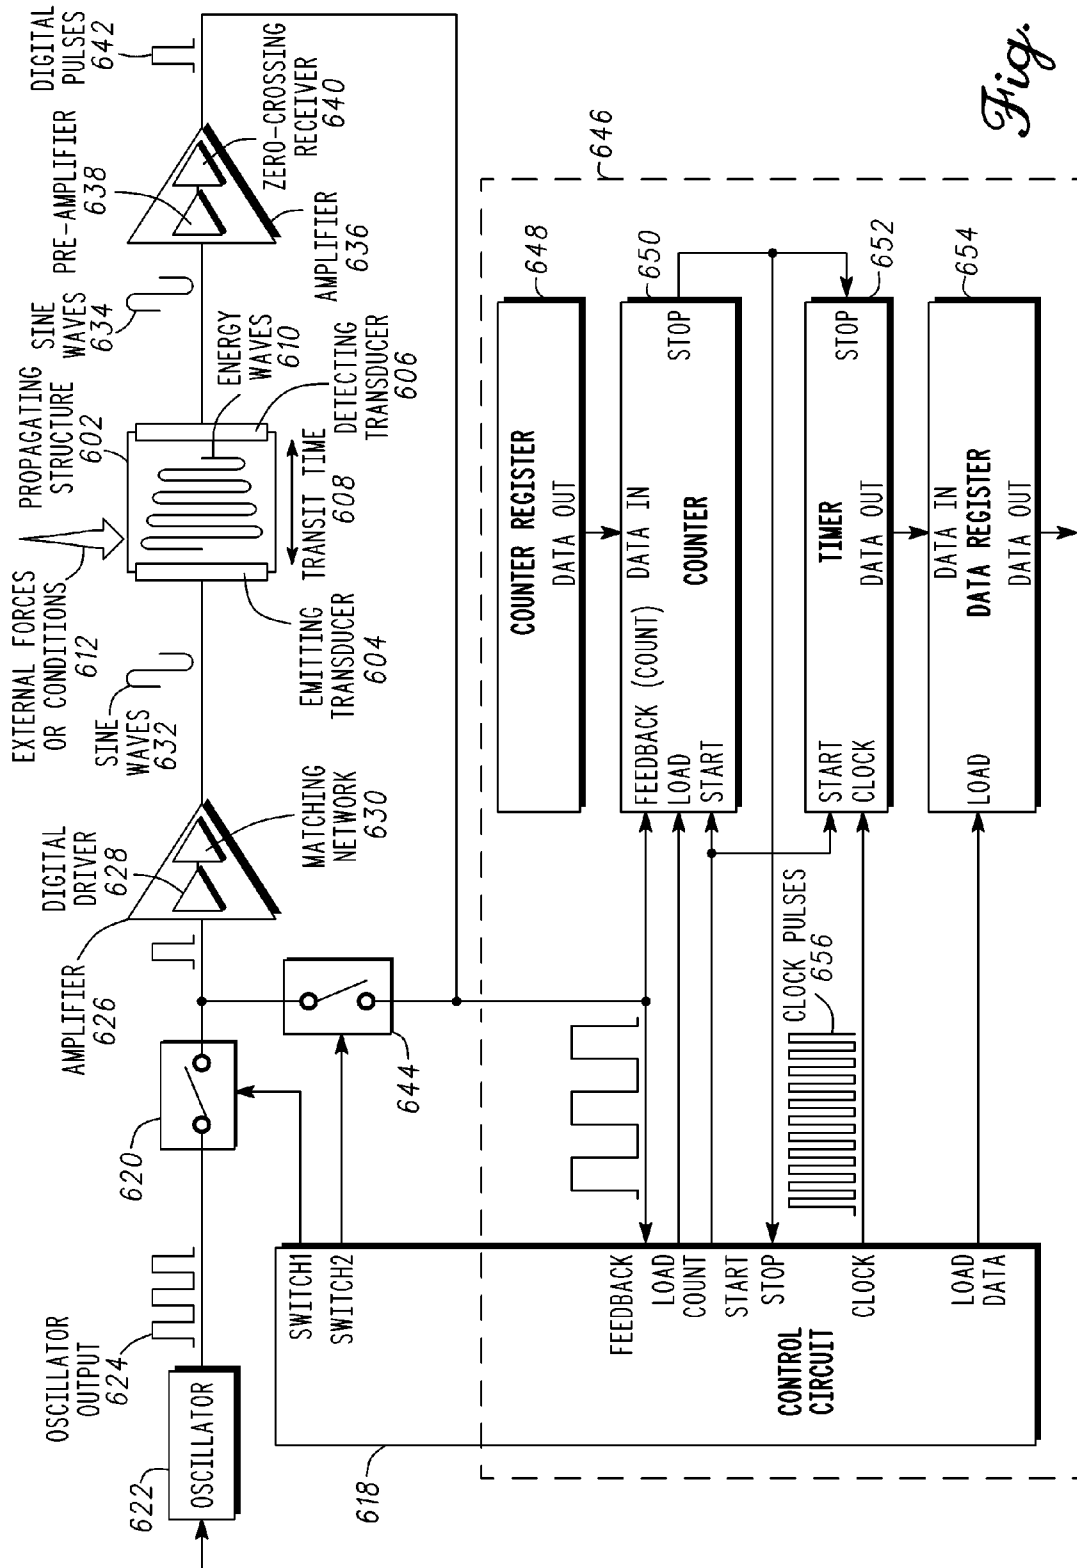 OSCILLATOR
OUTPUT
624
622
OSCILLATOR
620
AMPLIFIER
626
DIGITAL
DRIVER
628
MATCHING
NETWORK
630
644
EXTERNAL FORCES
OR CONDITIONS
612
SINE
WAVES
632
PROPAGATING
STRUCTURE
602
EMITTING
TRANSDUCER
604
TRANSIT TIME
608
ENERGY
WAVES
610
DETECTING
TRANSDUCER
606
SINE
WAVES
634
PRE-AMPLIFIER
638
AMPLIFIER
636
ZERO-CROSSING
RECEIVER
640
DIGITAL
PULSES
642
618
SWITCH1
SWITCH2
FEEDBACK
LOAD
COUNT
START
STOP
CLOCK
LOAD
DATA
CONTROL
CIRCUIT
CLOCK PULSES
656
646
COUNTER REGISTER
DATA OUT
648
FEEDBACK (COUNT)
LOAD
START
DATA IN
COUNTER
STOP
650
START
CLOCK
TIMER
DATA OUT
STOP
652
LOAD
DATA IN
DATA REGISTER
DATA OUT
654
Fig.